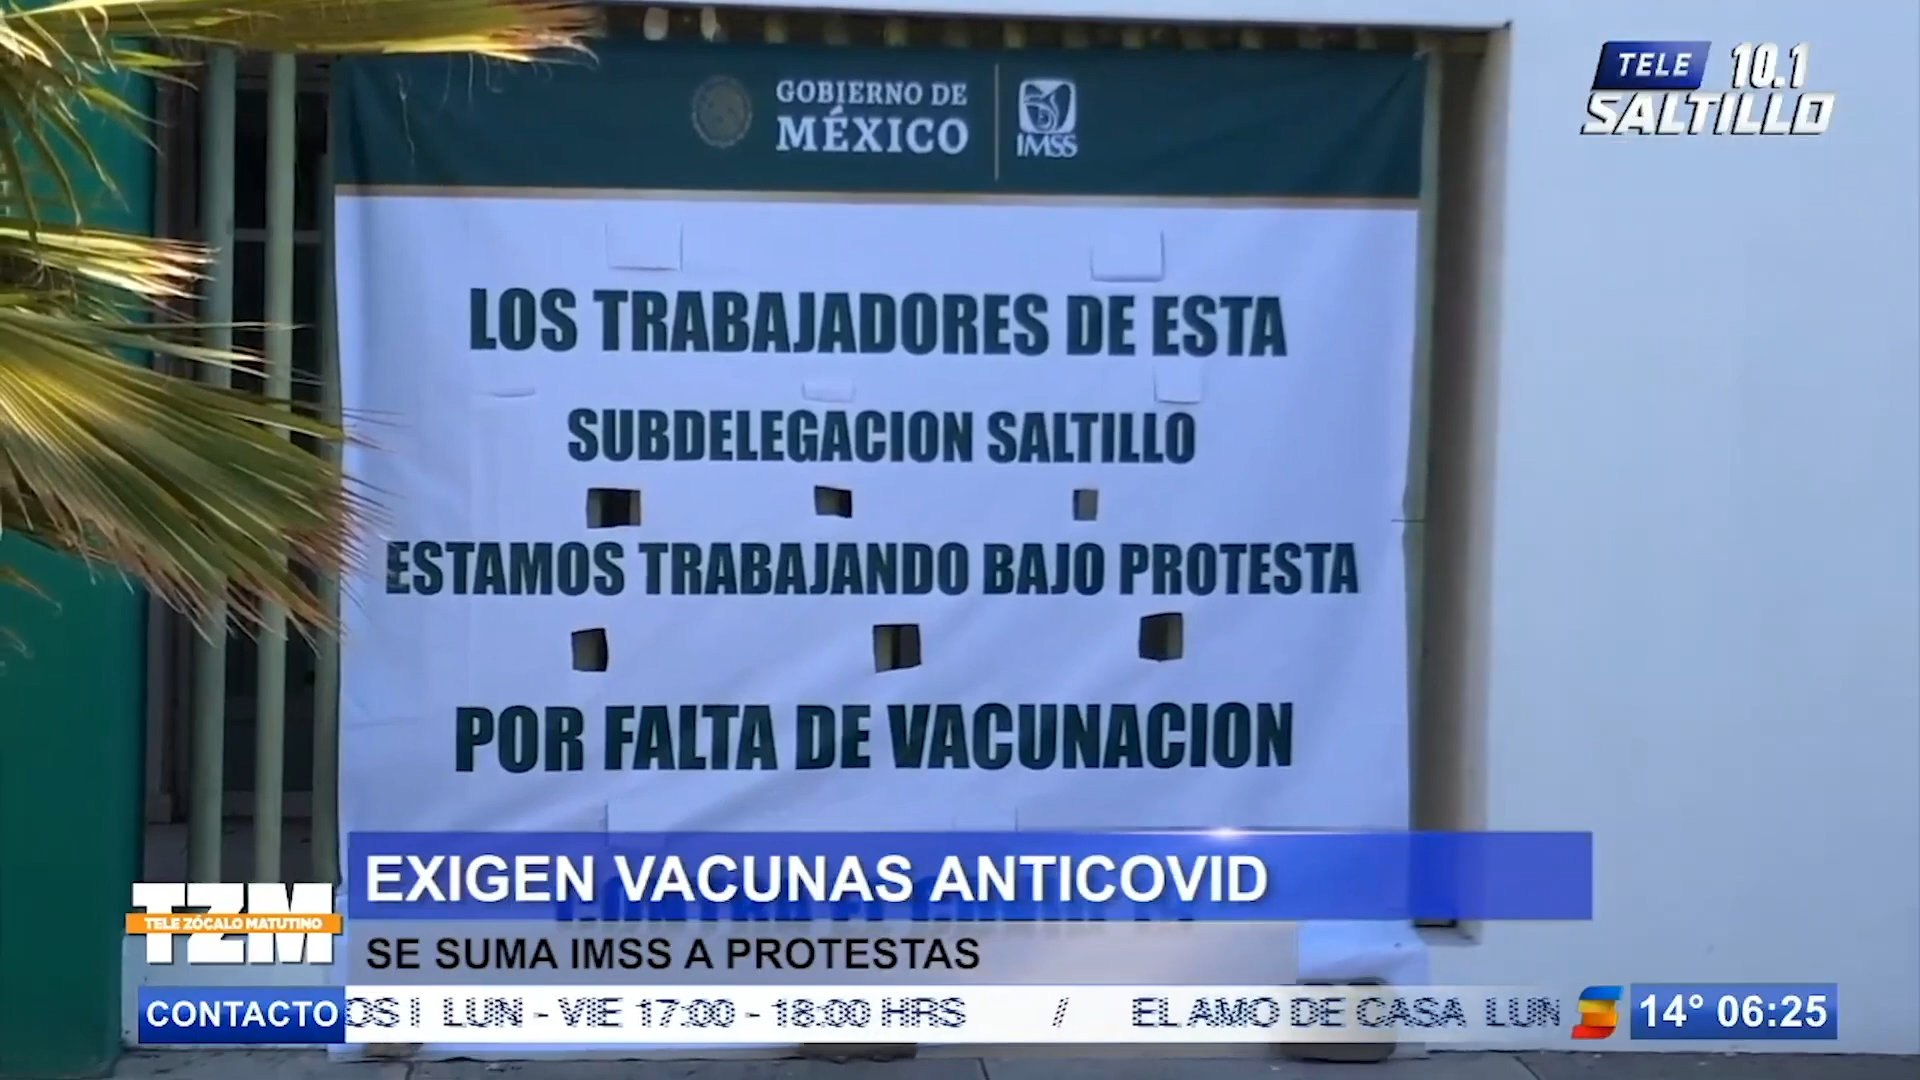 TELE 10.1
SALTILLO
GOBIERNO DE
MÉXICO
IMSS
LOS TRABAJADORES DE ESTA
SUBDELEGACION SALTILLO
ESTAMOS TRABAJANDO BAJO PROTESTA
POR FALTA DE VACUNACION
EXIGEN VACUNAS ANTICOVID
TZM
TELE ZÓCALO MATUTINO
SE SUMA IMSS A PROTESTAS
CONTACTO
OS | LUN - VIE 17:00 - 18:00 HRS / EL AMO DE CASA LUN
14° 06:25